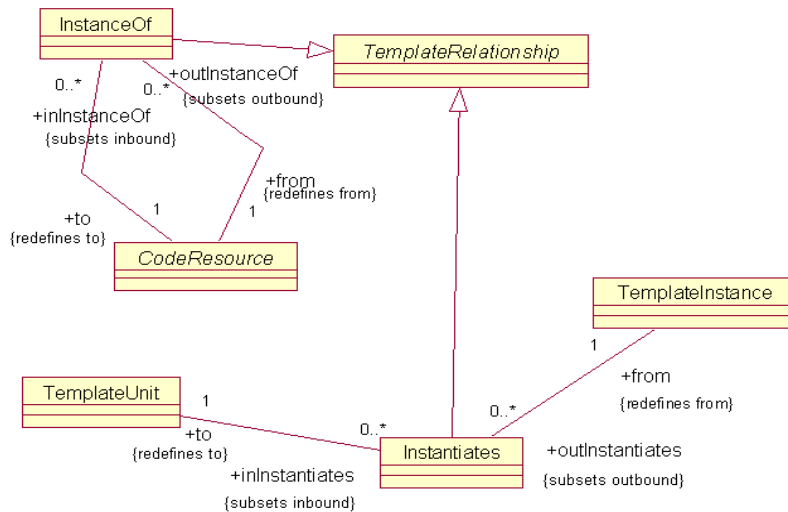 InstanceOf
TemplateRelationship
+outInstanceOf
0..*
0..*
{subsets outbound}
+inInstanceOf
{subsets inbound}
+from
{redefines from}
1
1
+to
{redefines to}
CodeResource
TemplateInstance
1
+from
{redefines from}
TemplateUnit
1
0..*
0..*
+to
{redefines to}
Instantiates
+outInstantiates
{subsets outbound}
+inInstantiates
{subsets inbound}